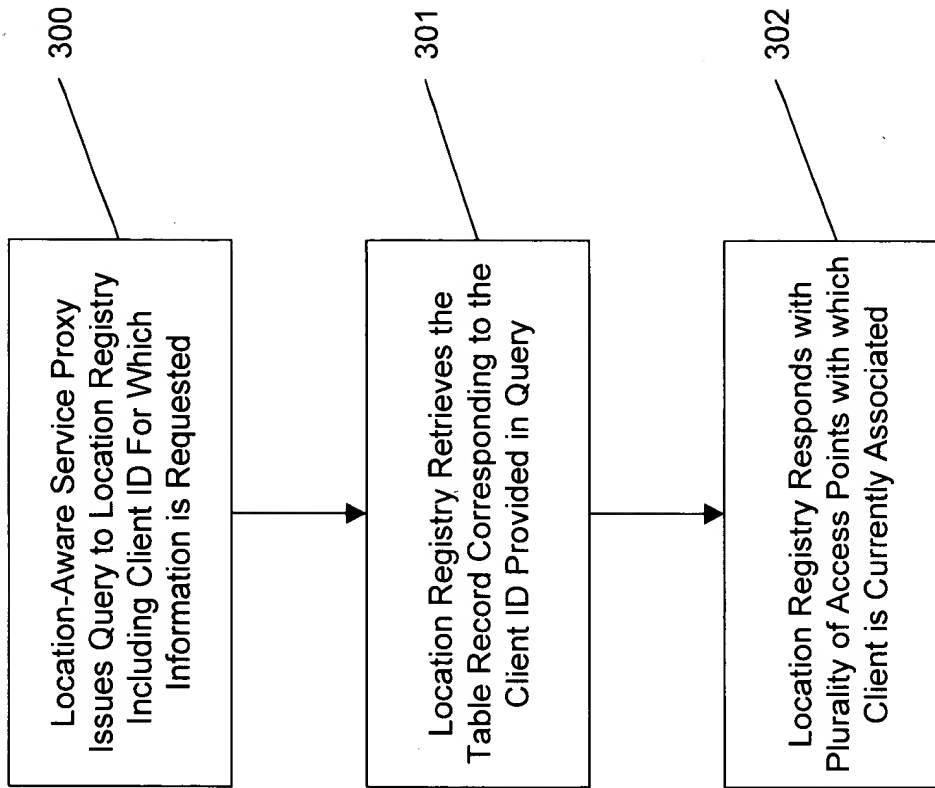 Location-Aware Service Proxy
Issues Query to Location Registry
Including Client ID For Which
Information is Requested
300
Location Registry Retrieves the
Table Record Corresponding to the
Client ID Provided in Query
301
Location Registry Responds with
Plurality of Access Points with which
Client is Currently Associated
302